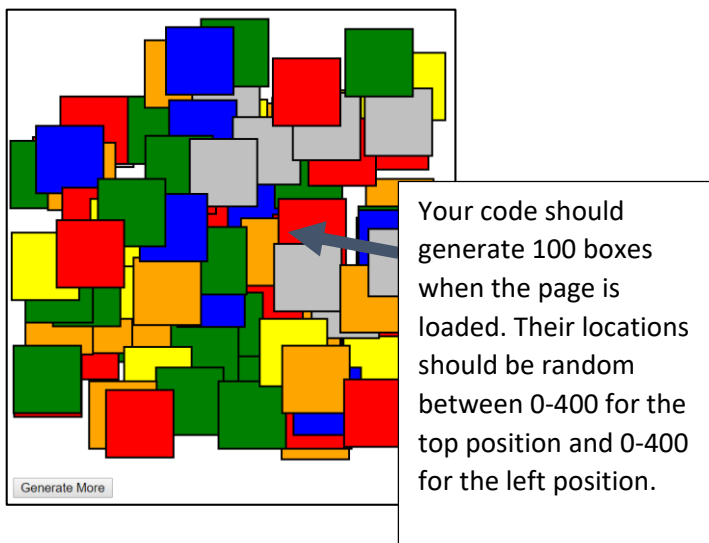 Your code should
generate 100 boxes
when the page is
loaded. Their locations
should be random
between 0-400 for the
top position and 0-400
for the left position.
Generate More